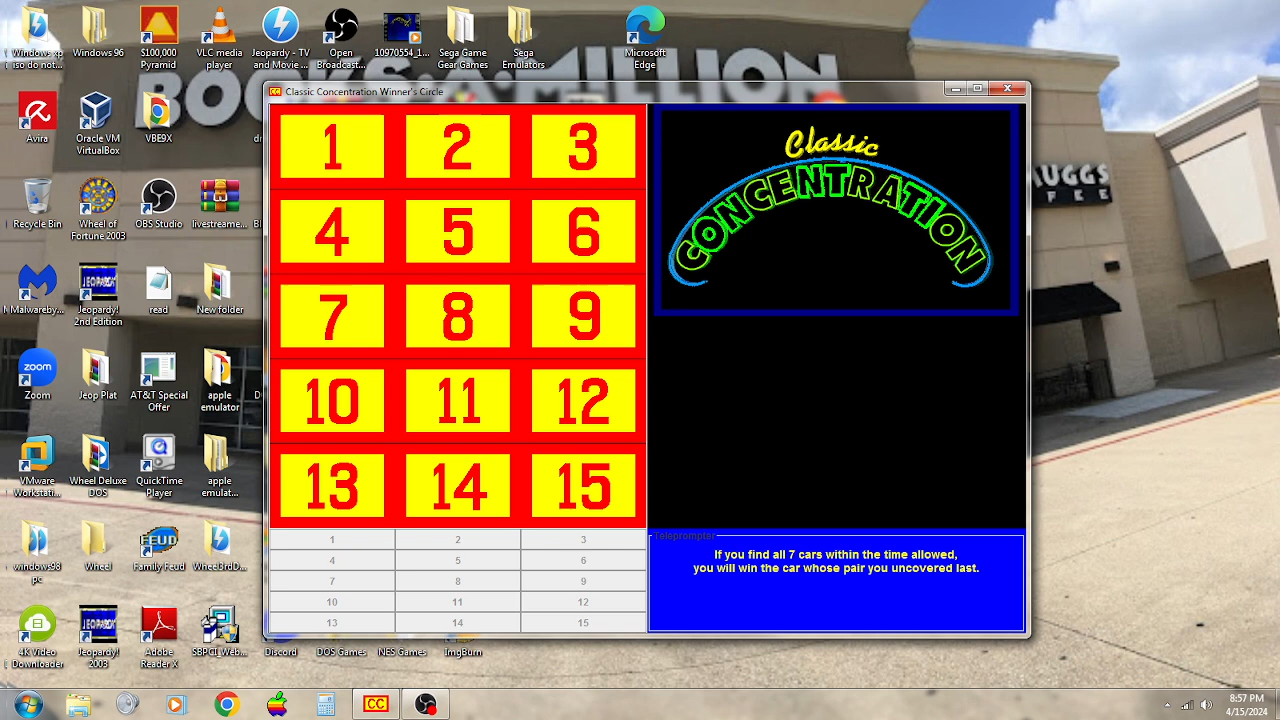 Windows xp
iso do not...
Windows 96
$100,000
Pyramid
VLC media
player
Jeopardy - TV
and Movie ...
Open
Broadcast...
10970554_1...
Sega Game
Gear Games
Sega
Emulators
Microsoft
Edge
BOOKS-A-MILLION
Classic Concentration Winner's Circle
Avira
Oracle VM
VirtualBox
VBE9X
Recycle Bin
Wheel of
Fortune 2003
OBS Studio
livestreame...
Malwareby...
Jeopardy!
2nd Edition
read
New folder
Zoom
Jeop Plat
AT&T Special
Offer
apple
emulator
VMware
Workstati...
Wheel Deluxe
DOS
QuickTime
Player
apple
emulat...
windows98
pc
Wheel
Family Feud
Wheel3rdD...
4K Video
Downloader
Jeopardy!
2003
Adobe
Reader X
SBPCI_Web...
Discord
DOS Games
NES Games
ImgBurn
1 2 3
4 5 6
7 8 9
10 11 12
13 14 15
Classic
CONCENTRATION
1 2 3
4 5 6
7 8 9
10 11 12
13 14 15
Teleprompter
If you find all 7 cars within the time allowed,
you will win the car whose pair you uncovered last.
MUGGS
FEE
zoom
FEUD
CC
8:57 PM
4/15/2024